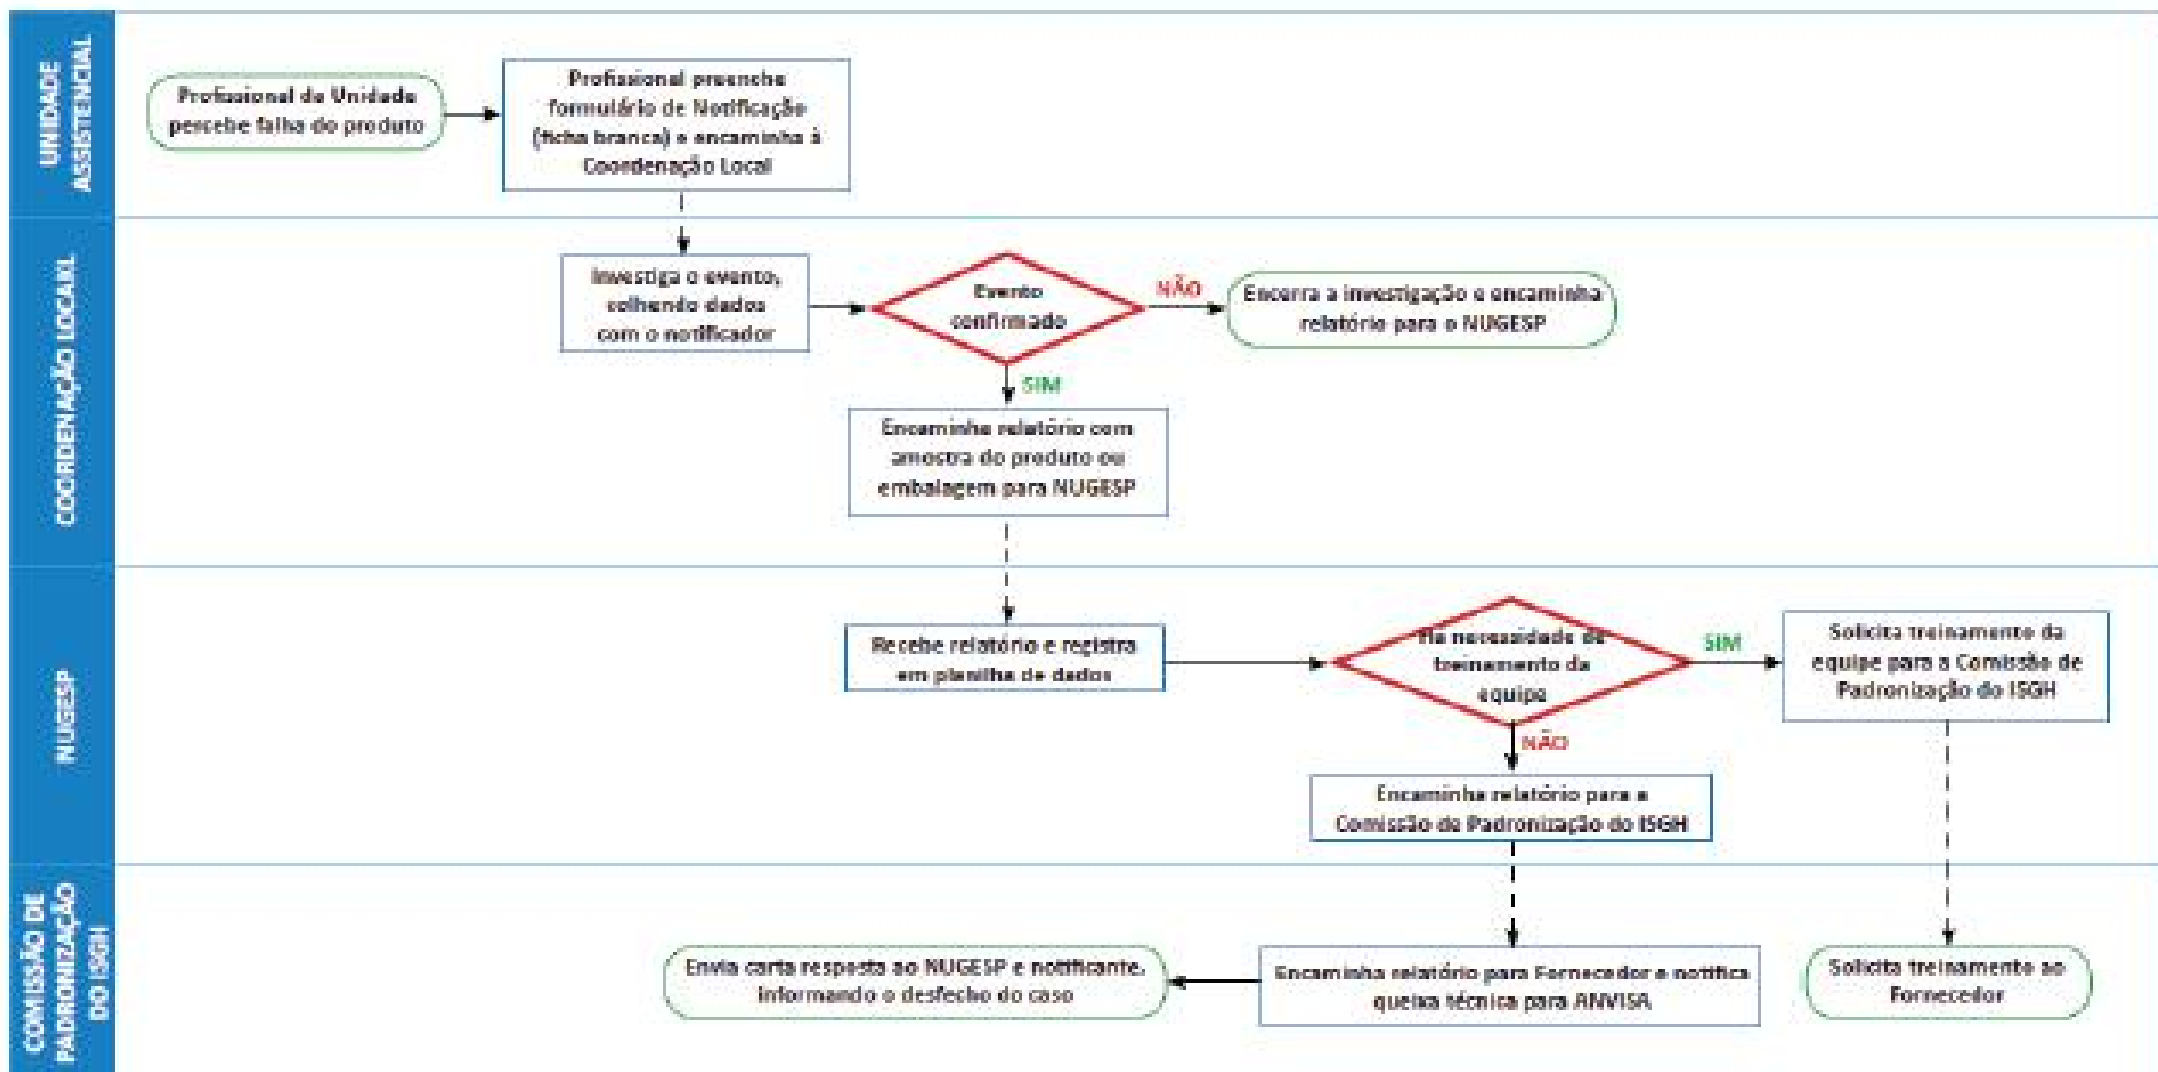 UNIDADE
ASSISTENCIAL
Profissional da Unidade
percebe falha do produto
Profissional preenche
formulário de Notificação
(ficha branca) e encaminha à
Coordenação Local
COORDENAÇÃO LOCAL
Investiga o evento,
colhendo dados
com o notificador
Evento
confirmado
NÃO
Encerra a investigação e encaminha
relatório para o NUGESP
SIM
Encaminha relatório com
amostra do produto ou
embalagem para NUGESP
NUGESP
Recebe relatório e registra
em planilha de dados
Há necessidade de
treinamento da
equipe
SIM
Solicita treinamento da
equipe para a Comissão de
Padronização do ISGH
NÃO
Encaminha relatório para a
Comissão de Padronização do ISGH
COMISSÃO DE
PADRONIZAÇÃO
DO ISGH
Envia carta resposta ao NUGESP e notificante,
informando o desfecho do caso
Encaminha relatório para Fornecedor e notifica
queixa técnica para ANVISA
Solicita treinamento ao
Fornecedor